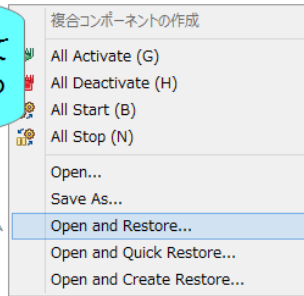 複合コンポーネントの作成
All Activate (G)
All Deactivate (H)
All Start (B)
All Stop (N)
Open...
Save As...
Open and Restore...
Open and Quick Restore...
Open and Create Restore...